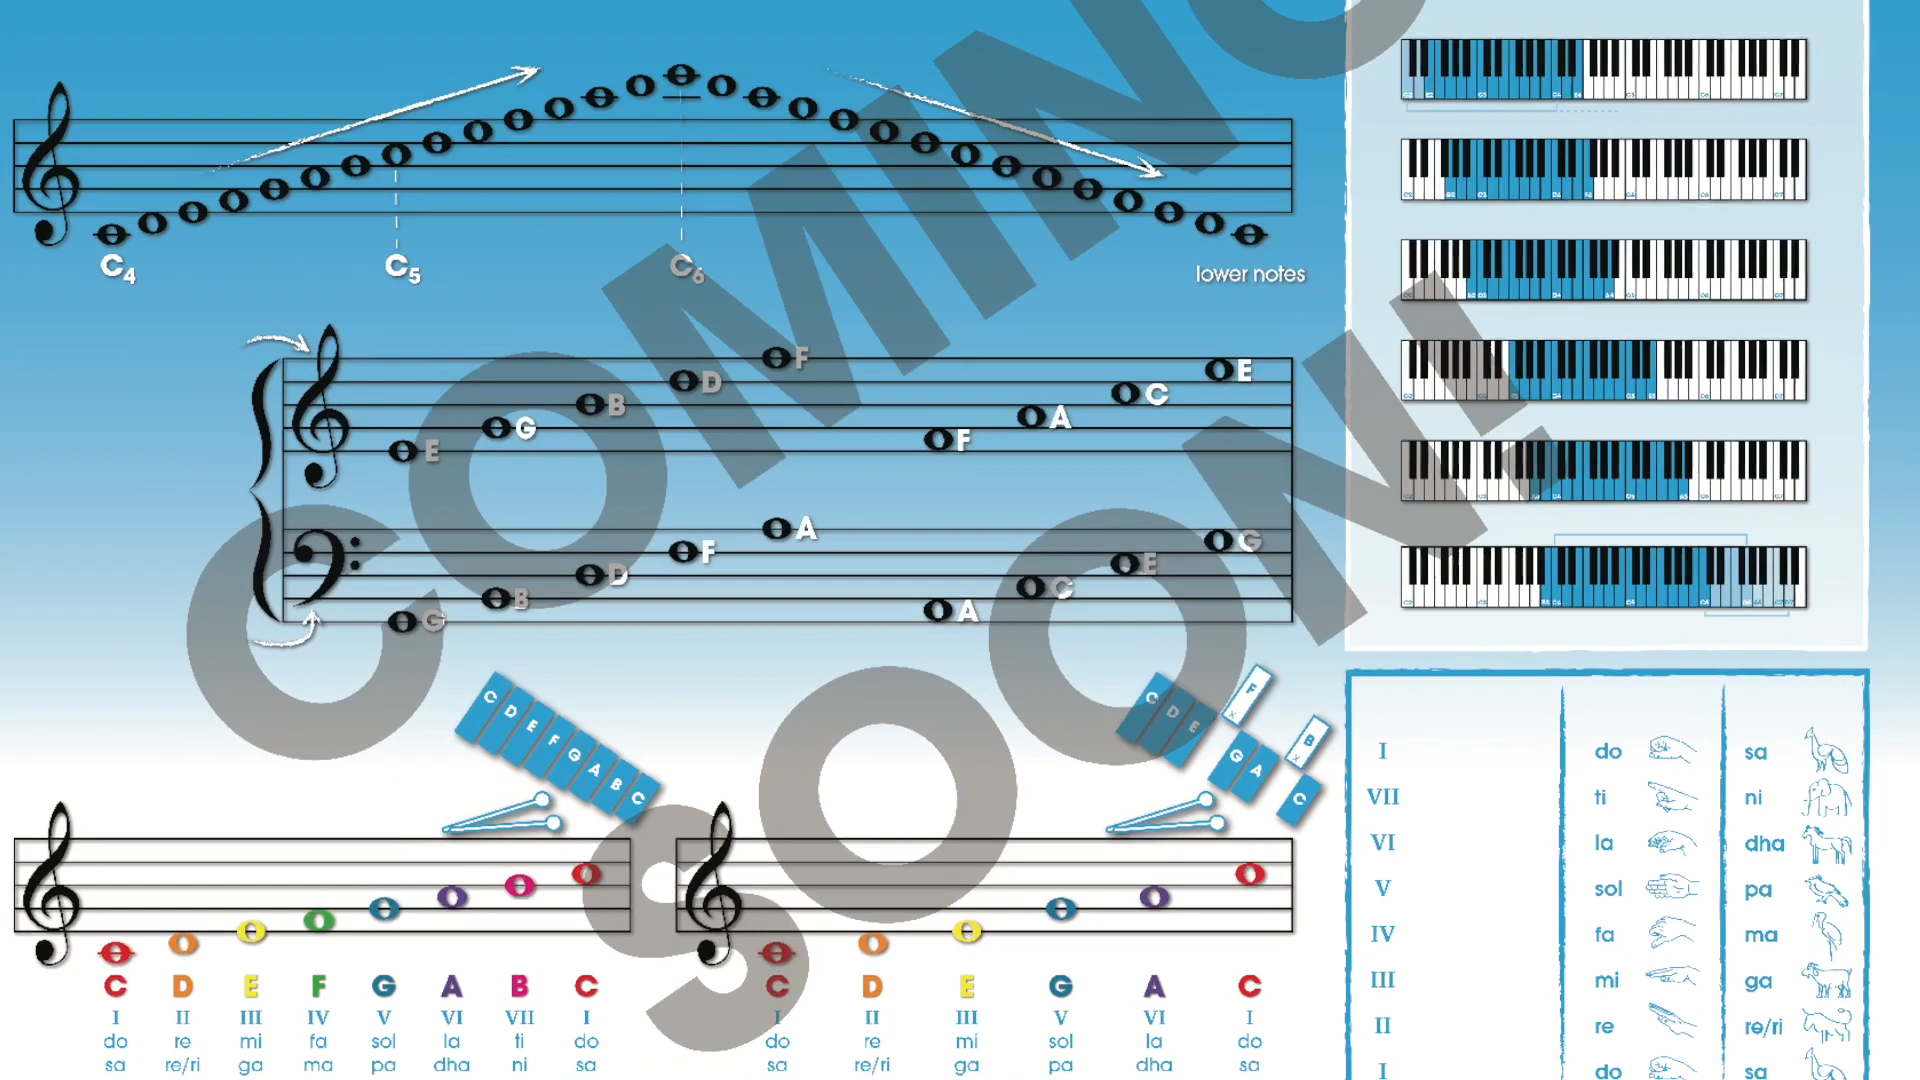 COMING
SOON!
C4
C5
C6
lower notes
E G B D F
F A C E
G B D F A
A C E G
C D E F G A B C
C D E F G A B C
C D E F G A B C
I II III IV V VI VII I
do re mi fa sol la ti do
sa re/ri ga ma pa dha ni sa
C D E G A C
I II III V VI I
do re mi sol la do
sa re/ri ga pa dha sa
I do sa
VII ti ni
VI la dha
V sol pa
IV fa ma
III mi ga
II re re/ri
I do sa